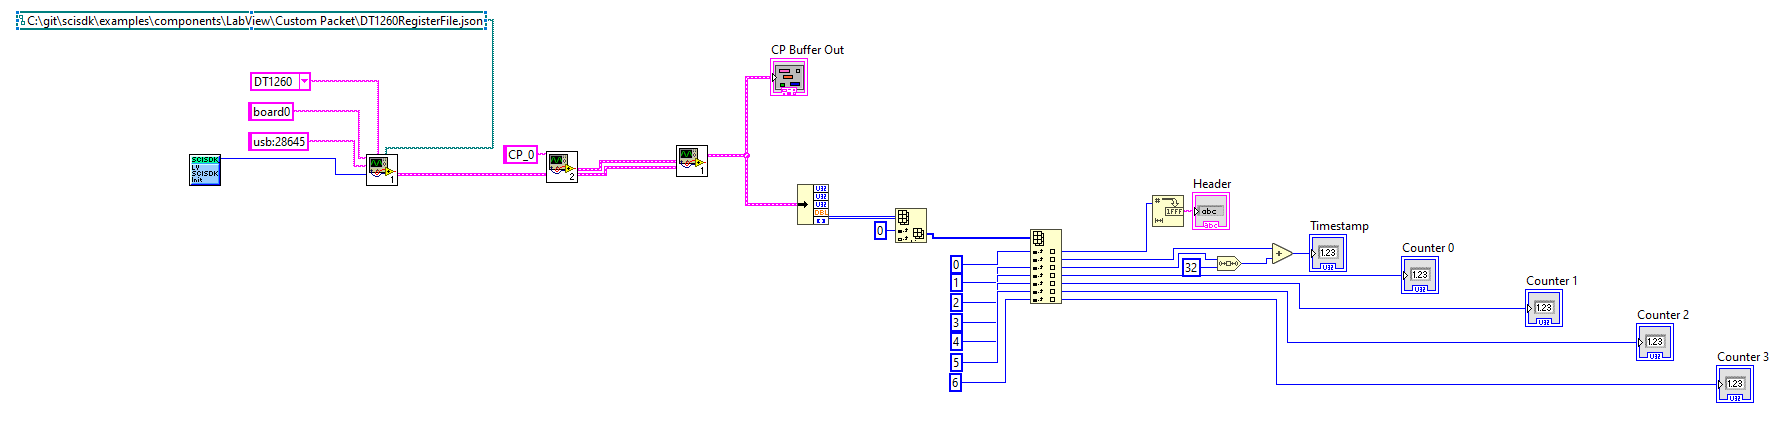 C:\git\scisdk\examples\components\LabView\Custom Packet\DT1260RegisterFile.json
CP Buffer Out
DT1260
board0
usb:28645
SCISDK
LV
SCISDK
Init
1
CP_0
2
1
U32
U32
U32
DBL
0
Header
#
1FFF
abc
abc
Timestamp
1.23
U32
32
+
Counter 0
1.23
U32
0
1
2
3
4
5
6
Counter 1
1.23
U32
Counter 2
1.23
U32
Counter 3
1.23
U32